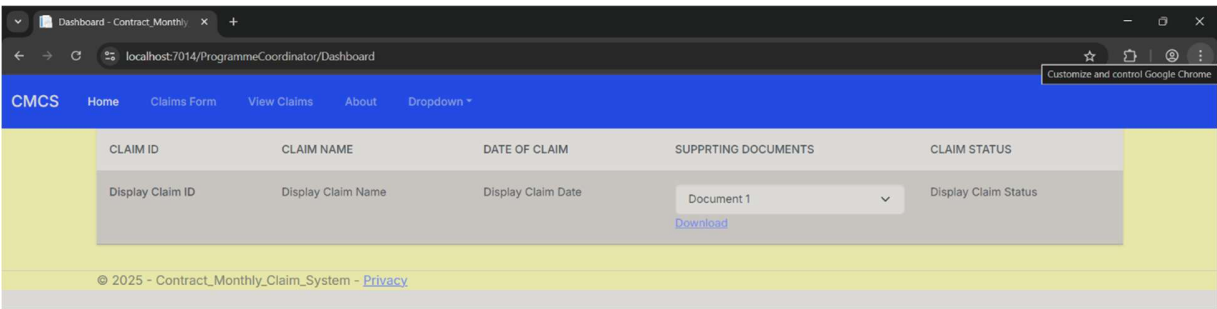 Dashboard - Contract_Monthly
localhost:7014/ProgrammeCoordinator/Dashboard
Customize and control Google Chrome
CMCS Home Claims Form View Claims About Dropdown
CLAIM ID CLAIM NAME DATE OF CLAIM SUPPRTING DOCUMENTS CLAIM STATUS
Display Claim ID Display Claim Name Display Claim Date Document 1 Display Claim Status
Download
© 2025 - Contract_Monthly_Claim_System - Privacy